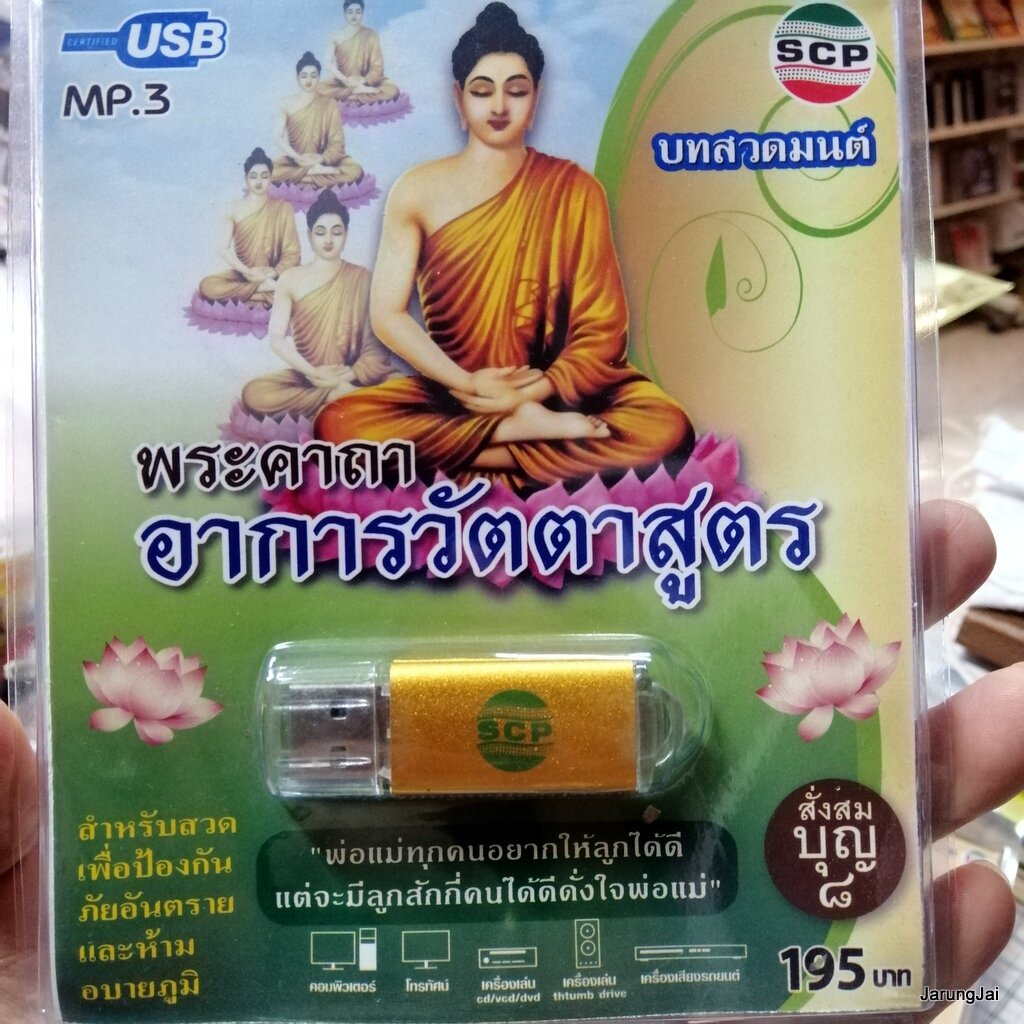 CERTIFIED USB
MP.3
SCP
บทสวดมนต์
พระคาถา
อาการวัตตาสูตร
SCP
สำหรับสวด
เพื่อป้องกัน
ภัยอันตราย
และห้าม
อบายภูมิ
"พ่อแม่ทุกคนอยากให้ลูกได้ดี
แต่จะมีลูกสักกี่คนได้ดีดั่งใจพ่อแม่"
สั่งสม
บุญ
๘
คอมพิวเตอร์
โทรทัศน์
เครื่องเล่น
cd/vcd/dvd
เครื่องเล่น
thtumb drive
เครื่องเสียงรถยนต์
195 บาท
JarungJai